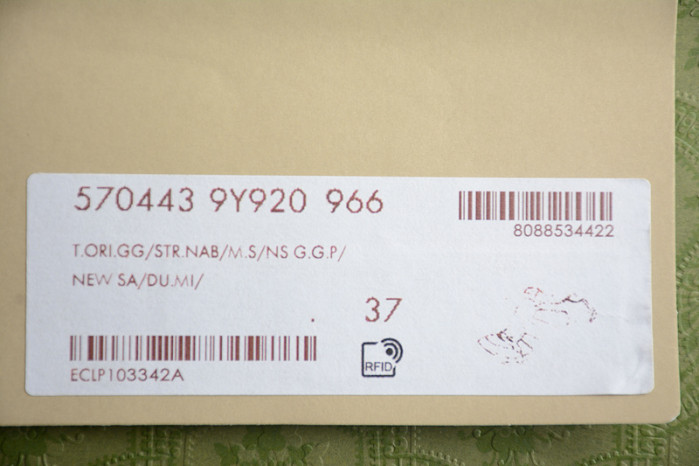 570443 9Y920 966
8088534422
T.ORI.GG/STR.NAB/M.S/NS G.G.P/
NEW SA/DU.MI/
37
RFID
ECLP103342A